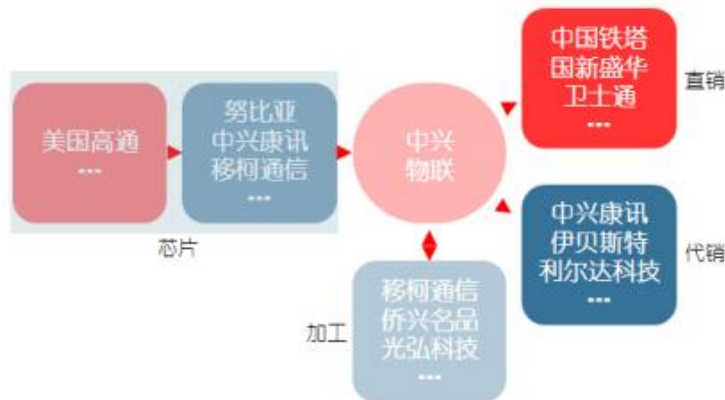 美国高通
...
努比亚
中兴康讯
移柯通信
...
芯片
中兴
物联
中国铁塔
国新盛华
卫士通
...
直销
中兴康讯
伊贝斯特
利尔达科技
...
代销
加工
移柯通信
侨兴名品
光弘科技
...